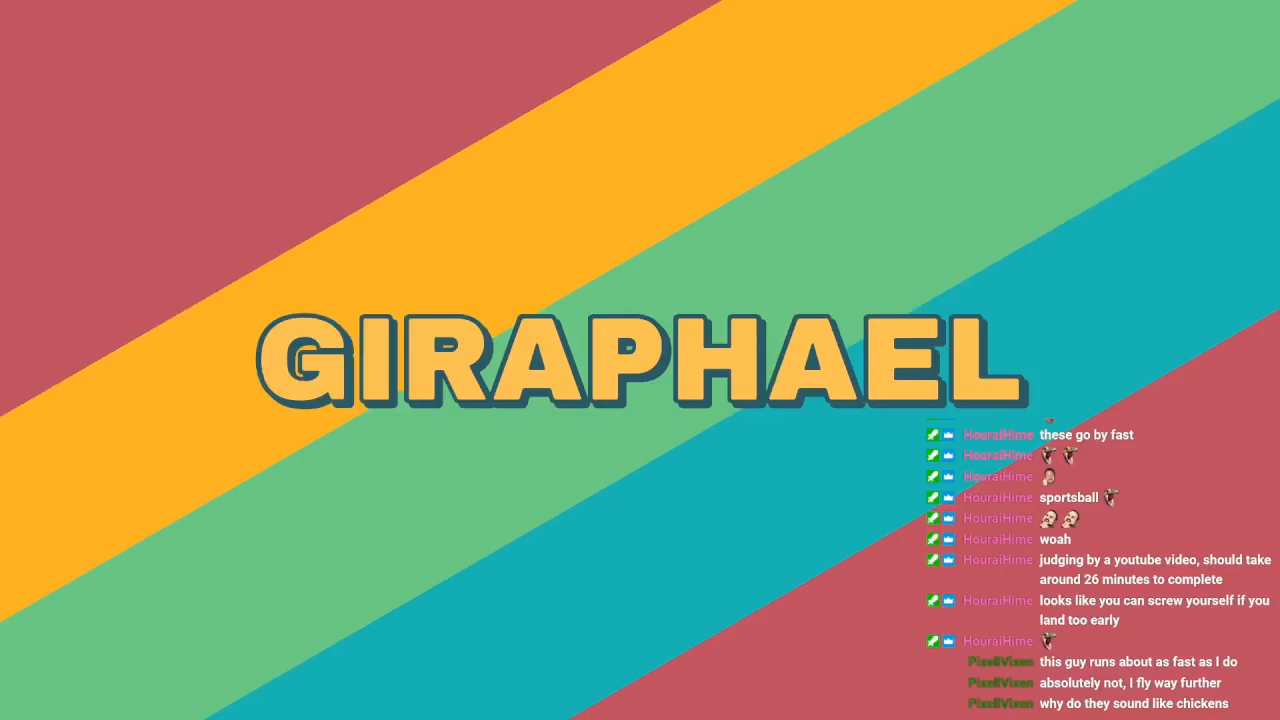 GIRAPHAEL
HouraiHime these go by fast
HouraiHime
HouraiHime
HouraiHime sportsball
HouraiHime
HouraiHime woah
HouraiHime judging by a youtube video, should take
around 26 minutes to complete
HouraiHime looks like you can screw yourself if you
land too early
HouraiHime
PixellVixen this guy runs about as fast as I do
PixellVixen absolutely not, I fly way further
PixellVixen why do they sound like chickens